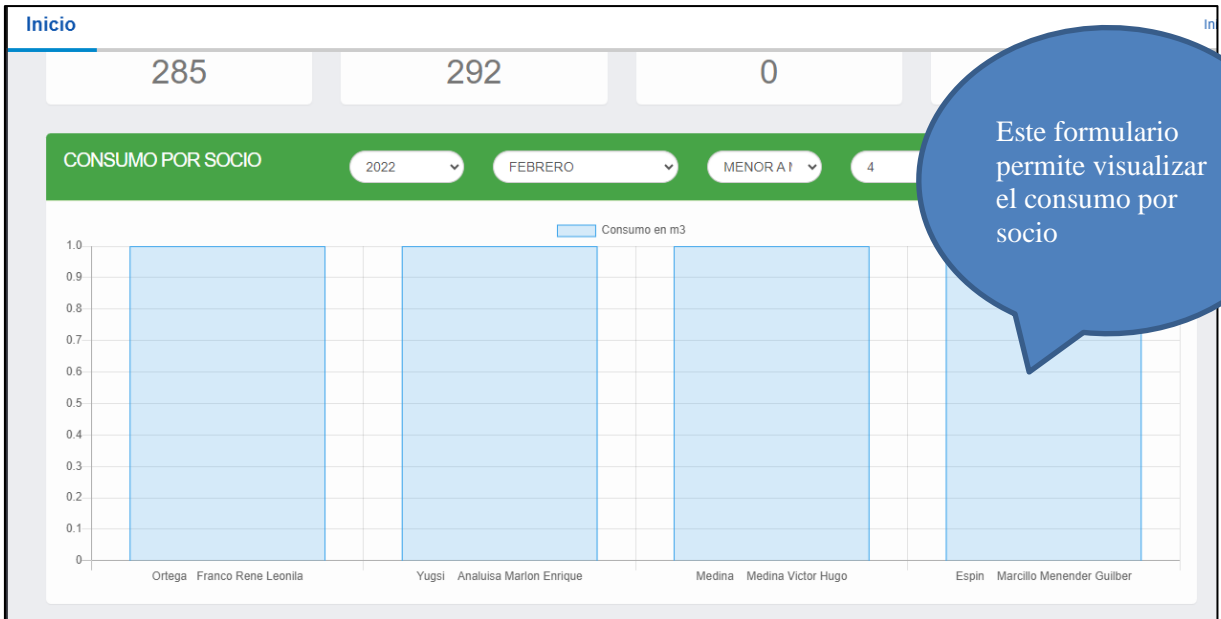 Inicio
285 292 0
CONSUMO POR SOCIO 2022 FEBRERO MENOR A 4
Este formulario
permite visualizar
el consumo por
socio
Consumo en m3
1.0
0.9
0.8
0.7
0.6
0.5
0.4
0.3
0.2
0.1
0
Ortega Franco Rene Leonila Yugsi Analuisa Marlon Enrique Medina Medina Victor Hugo Espin Marcillo Menender Guilber